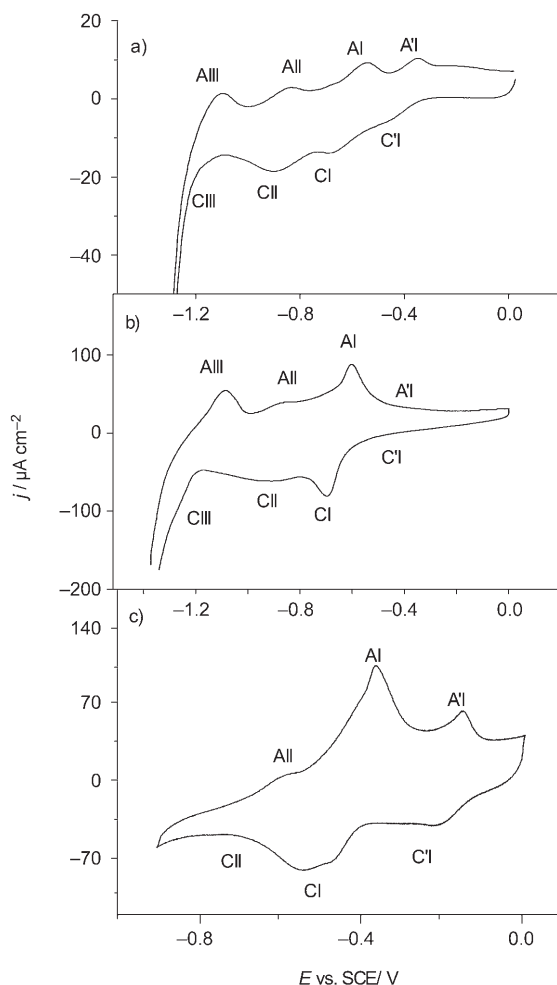 20
a)
AI
A'I
AIII
AII
0
C'I
−20
CI
CIII
CII
−40
−1.2
−0.8
−0.4
0.0
b)
AI
100
AIII
AII
A'I
0
C'I
CIII
CII
CI
−100
−200
−1.2
−0.8
−0.4
0.0
j / µA cm−2
c)
140
AI
70
A'I
AII
0
−70
CII
CI
C'I
−0.8
−0.4
0.0
E vs. SCE/ V